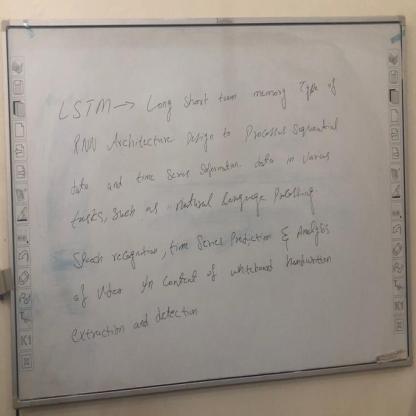 LSTM → Long Short term memory Type of
RNN Architecture Design to Processes Sequential
data and time Series Information data in various
tasks, such as natural Language Processing.
Speech recognition, time Series Prediction & Analysis
of Video In context of whiteboard handwritten
extraction and detection